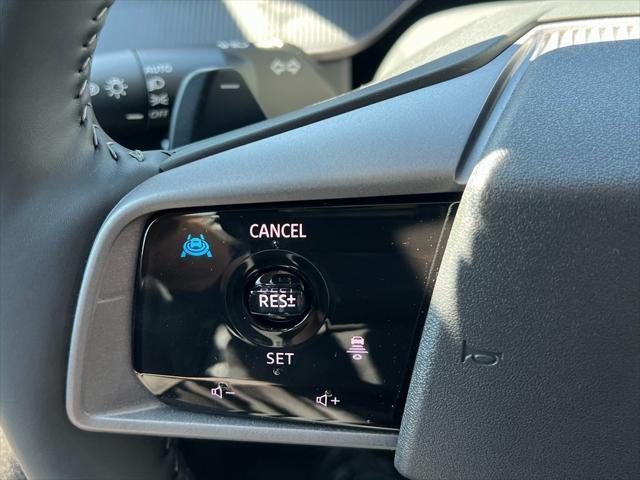 AUTO
OFF
CANCEL
RES±
SET
-
+